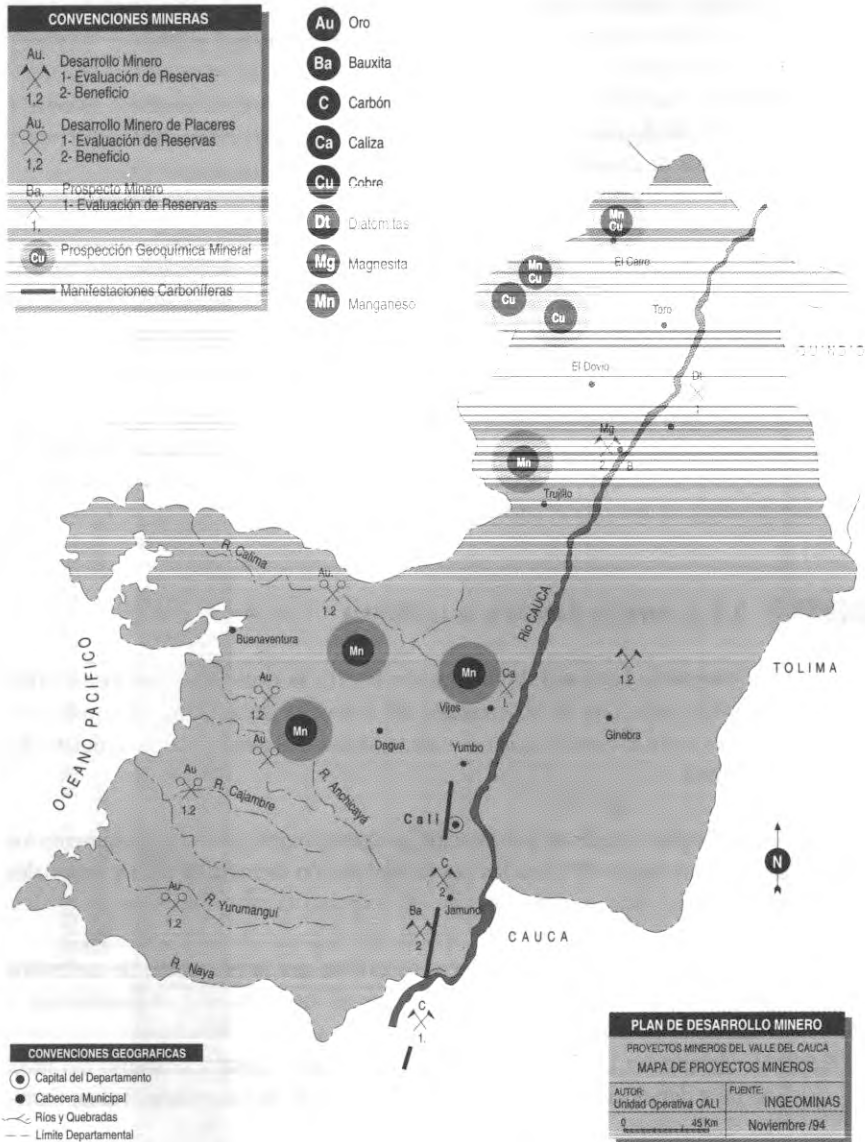 CONVENCIONES MINERAS
Au.
Desarrollo Minero
1- Evaluación de Reservas
2- Beneficio
1,2
Au.
Desarrollo Minero de Placeres
1- Evaluación de Reservas
2- Beneficio
1,2
Ba.
Prospecto Minero
1- Evaluación de Reservas
1,
Cu
Prospección Geoquímica Mineral
Manifestaciones Carboníferas
Au Oro
Ba Bauxita
C Carbón
Ca Caliza
Cu Cobre
Dt Diatomitas
Mg Magnesita
Mn Manganeso
Mn
Cu
El Cairo
Mn
Cu
Cu
Cu
Toro
QUINDIO
El Dovio
Dt
1
Mg
2
Mn
Trujillo
R. Calima
Au.
1.2
Río CAUCA
Buenaventura
Mn
Mn
Ca
1.
1.2.
TOLIMA
OCEANO PACIFICO
Au
1.2
Mn
Vijes
Ginebra
Dagua
Yumbo
Au
1.2
R. Anchicayá
Au
1.2
R. Cajambre
Cali
C
2
Au
1.2
R. Yurumanguí
Ba
2
Jamundí
CAUCA
R. Naya
N
C
1.
CONVENCIONES GEOGRAFICAS
Capital del Departamento
Cabecera Municipal
Ríos y Quebradas
Límite Departamental
PLAN DE DESARROLLO MINERO
PROYECTOS MINEROS DEL VALLE DEL CAUCA
MAPA DE PROYECTOS MINEROS
AUTOR:
Unidad Operativa CALI
FUENTE:
INGEOMINAS
0 45 Km
Noviembre /94